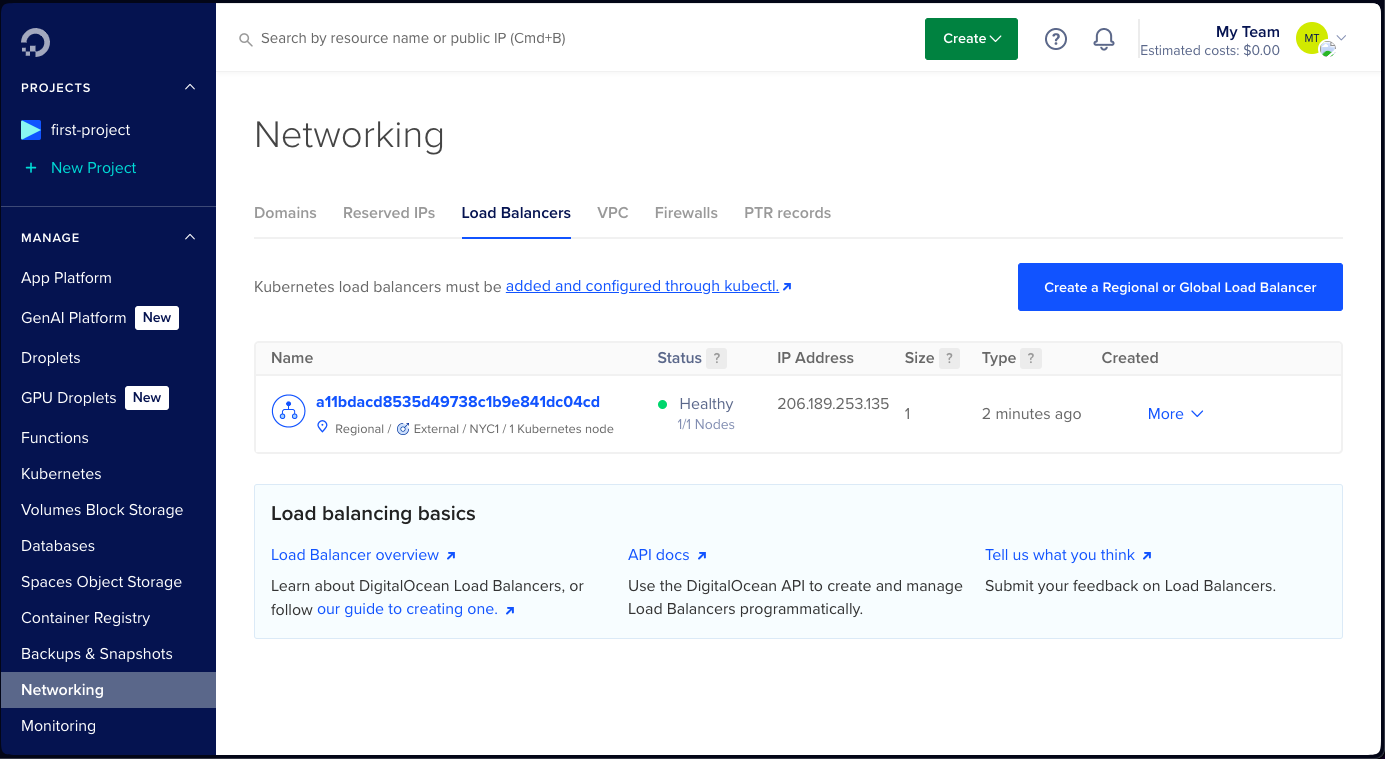 Search by resource name or public IP (Cmd+B)
Create
My Team
Estimated costs: $0.00
MT
PROJECTS
first-project
+ New Project
MANAGE
App Platform
GenAI Platform New
Droplets
GPU Droplets New
Functions
Kubernetes
Volumes Block Storage
Databases
Spaces Object Storage
Container Registry
Backups & Snapshots
Networking
Monitoring
Networking
Domains Reserved IPs Load Balancers VPC Firewalls PTR records
Kubernetes load balancers must be added and configured through kubectl.
Create a Regional or Global Load Balancer
Name Status ? IP Address Size ? Type ? Created
a11bdacd8535d49738c1b9e841dc04cd Healthy 206.189.253.135 1 2 minutes ago More
Regional / External / NYC1 / 1 Kubernetes node 1/1 Nodes
Load balancing basics
Load Balancer overview
Learn about DigitalOcean Load Balancers, or
follow our guide to creating one.
API docs
Use the DigitalOcean API to create and manage
Load Balancers programmatically.
Tell us what you think
Submit your feedback on Load Balancers.